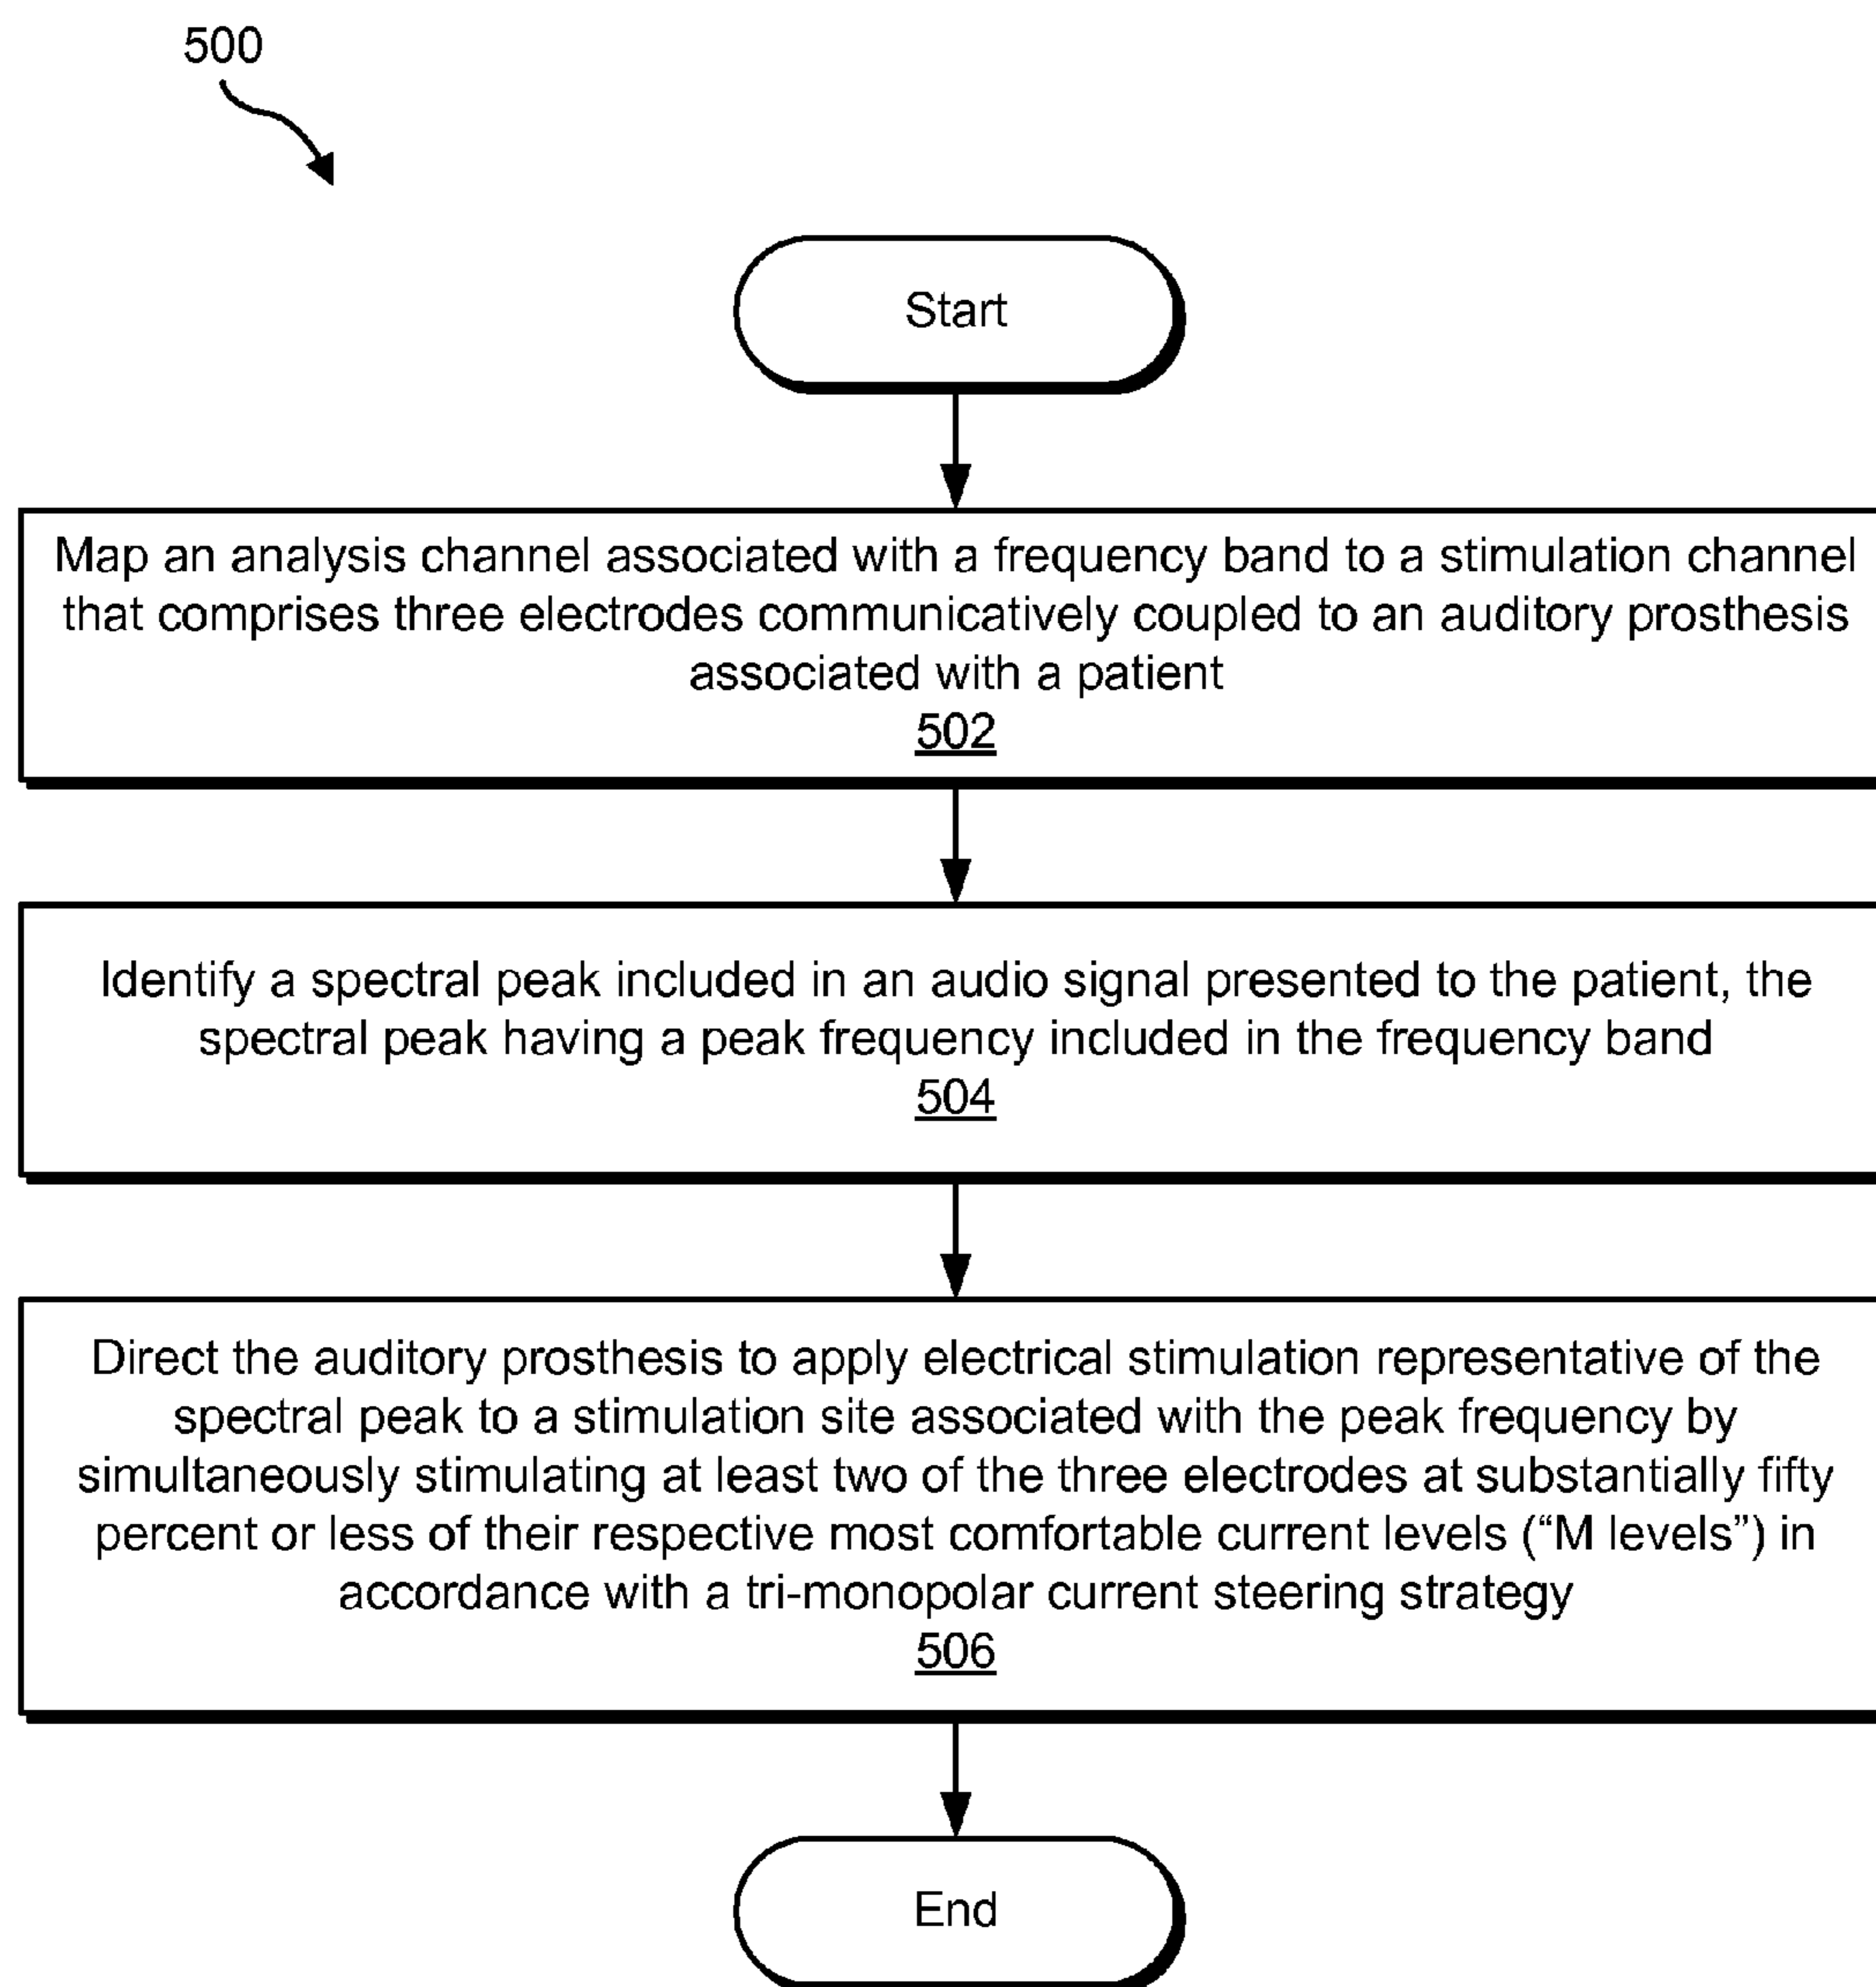 500
Start
Map an analysis channel associated with a frequency band to a stimulation channel
that comprises three electrodes communicatively coupled to an auditory prosthesis
associated with a patient
502
Identify a spectral peak included in an audio signal presented to the patient, the
spectral peak having a peak frequency included in the frequency band
504
Direct the auditory prosthesis to apply electrical stimulation representative of the
spectral peak to a stimulation site associated with the peak frequency by
simultaneously stimulating at least two of the three electrodes at substantially fifty
percent or less of their respective most comfortable current levels (“M levels”) in
accordance with a tri-monopolar current steering strategy
506
End